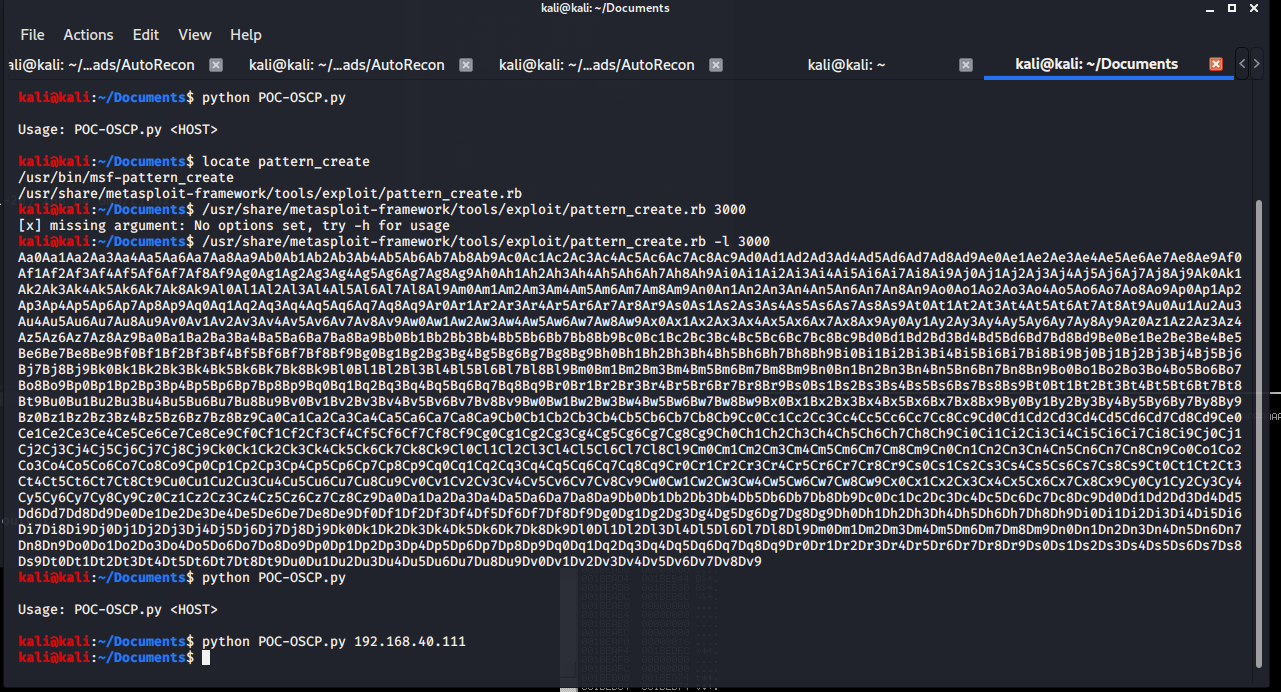 kali@kali: ~/Documents
File Actions Edit View Help
ali@kali: ~/...ads/AutoRecon kali@kali: ~/...ads/AutoRecon kali@kali: ~/...ads/AutoRecon kali@kali: ~ kali@kali: ~/Documents
kali@kali:~/Documents$ python POC-OSCP.py
Usage: POC-OSCP.py <HOST>
kali@kali:~/Documents$ locate pattern_create
/usr/bin/msf-pattern_create
/usr/share/metasploit-framework/tools/exploit/pattern_create.rb
kali@kali:~/Documents$ /usr/share/metasploit-framework/tools/exploit/pattern_create.rb 3000
[x] missing argument: No options set, try -h for usage
kali@kali:~/Documents$ /usr/share/metasploit-framework/tools/exploit/pattern_create.rb -l 3000
Aa0Aa1Aa2Aa3Aa4Aa5Aa6Aa7Aa8Aa9Ab0Ab1Ab2Ab3Ab4Ab5Ab6Ab7Ab8Ab9Ac0Ac1Ac2Ac3Ac4Ac5Ac6Ac7Ac8Ac9Ad0Ad1Ad2Ad3Ad4Ad5Ad6Ad7Ad8Ad9Ae0Ae1Ae2Ae3Ae4Ae5Ae6Ae7Ae8Ae9Af0
Af1Af2Af3Af4Af5Af6Af7Af8Af9Ag0Ag1Ag2Ag3Ag4Ag5Ag6Ag7Ag8Ag9Ah0Ah1Ah2Ah3Ah4Ah5Ah6Ah7Ah8Ah9Ai0Ai1Ai2Ai3Ai4Ai5Ai6Ai7Ai8Ai9Aj0Aj1Aj2Aj3Aj4Aj5Aj6Aj7Aj8Aj9Ak0Ak1
Ak2Ak3Ak4Ak5Ak6Ak7Ak8Ak9Al0Al1Al2Al3Al4Al5Al6Al7Al8Al9Am0Am1Am2Am3Am4Am5Am6Am7Am8Am9An0An1An2An3An4An5An6An7An8An9Ao0Ao1Ao2Ao3Ao4Ao5Ao6Ao7Ao8Ao9Ap0Ap1Ap2
Ap3Ap4Ap5Ap6Ap7Ap8Ap9Aq0Aq1Aq2Aq3Aq4Aq5Aq6Aq7Aq8Aq9Ar0Ar1Ar2Ar3Ar4Ar5Ar6Ar7Ar8Ar9As0As1As2As3As4As5As6As7As8As9At0At1At2At3At4At5At6At7At8At9Au0Au1Au2Au3
Au4Au5Au6Au7Au8Au9Av0Av1Av2Av3Av4Av5Av6Av7Av8Av9Aw0Aw1Aw2Aw3Aw4Aw5Aw6Aw7Aw8Aw9Ax0Ax1Ax2Ax3Ax4Ax5Ax6Ax7Ax8Ax9Ay0Ay1Ay2Ay3Ay4Ay5Ay6Ay7Ay8Ay9Az0Az1Az2Az3Az4
Az5Az6Az7Az8Az9Ba0Ba1Ba2Ba3Ba4Ba5Ba6Ba7Ba8Ba9Bb0Bb1Bb2Bb3Bb4Bb5Bb6Bb7Bb8Bb9Bc0Bc1Bc2Bc3Bc4Bc5Bc6Bc7Bc8Bc9Bd0Bd1Bd2Bd3Bd4Bd5Bd6Bd7Bd8Bd9Be0Be1Be2Be3Be4Be5
Be6Be7Be8Be9Bf0Bf1Bf2Bf3Bf4Bf5Bf6Bf7Bf8Bf9Bg0Bg1Bg2Bg3Bg4Bg5Bg6Bg7Bg8Bg9Bh0Bh1Bh2Bh3Bh4Bh5Bh6Bh7Bh8Bh9Bi0Bi1Bi2Bi3Bi4Bi5Bi6Bi7Bi8Bi9Bj0Bj1Bj2Bj3Bj4Bj5Bj6
Bj7Bj8Bj9Bk0Bk1Bk2Bk3Bk4Bk5Bk6Bk7Bk8Bk9Bl0Bl1Bl2Bl3Bl4Bl5Bl6Bl7Bl8Bl9Bm0Bm1Bm2Bm3Bm4Bm5Bm6Bm7Bm8Bm9Bn0Bn1Bn2Bn3Bn4Bn5Bn6Bn7Bn8Bn9Bo0Bo1Bo2Bo3Bo4Bo5Bo6Bo7
Bo8Bo9Bp0Bp1Bp2Bp3Bp4Bp5Bp6Bp7Bp8Bp9Bq0Bq1Bq2Bq3Bq4Bq5Bq6Bq7Bq8Bq9Br0Br1Br2Br3Br4Br5Br6Br7Br8Br9Bs0Bs1Bs2Bs3Bs4Bs5Bs6Bs7Bs8Bs9Bt0Bt1Bt2Bt3Bt4Bt5Bt6Bt7Bt8
Bt9Bu0Bu1Bu2Bu3Bu4Bu5Bu6Bu7Bu8Bu9Bv0Bv1Bv2Bv3Bv4Bv5Bv6Bv7Bv8Bv9Bw0Bw1Bw2Bw3Bw4Bw5Bw6Bw7Bw8Bw9Bx0Bx1Bx2Bx3Bx4Bx5Bx6Bx7Bx8Bx9By0By1By2By3By4By5By6By7By8By9
Bz0Bz1Bz2Bz3Bz4Bz5Bz6Bz7Bz8Bz9Ca0Ca1Ca2Ca3Ca4Ca5Ca6Ca7Ca8Ca9Cb0Cb1Cb2Cb3Cb4Cb5Cb6Cb7Cb8Cb9Cc0Cc1Cc2Cc3Cc4Cc5Cc6Cc7Cc8Cc9Cd0Cd1Cd2Cd3Cd4Cd5Cd6Cd7Cd8Cd9Ce0
Ce1Ce2Ce3Ce4Ce5Ce6Ce7Ce8Ce9Cf0Cf1Cf2Cf3Cf4Cf5Cf6Cf7Cf8Cf9Cg0Cg1Cg2Cg3Cg4Cg5Cg6Cg7Cg8Cg9Ch0Ch1Ch2Ch3Ch4Ch5Ch6Ch7Ch8Ch9Ci0Ci1Ci2Ci3Ci4Ci5Ci6Ci7Ci8Ci9Cj0Cj1
Cj2Cj3Cj4Cj5Cj6Cj7Cj8Cj9Ck0Ck1Ck2Ck3Ck4Ck5Ck6Ck7Ck8Ck9Cl0Cl1Cl2Cl3Cl4Cl5Cl6Cl7Cl8Cl9Cm0Cm1Cm2Cm3Cm4Cm5Cm6Cm7Cm8Cm9Cn0Cn1Cn2Cn3Cn4Cn5Cn6Cn7Cn8Cn9Co0Co1Co2
Co3Co4Co5Co6Co7Co8Co9Cp0Cp1Cp2Cp3Cp4Cp5Cp6Cp7Cp8Cp9Cq0Cq1Cq2Cq3Cq4Cq5Cq6Cq7Cq8Cq9Cr0Cr1Cr2Cr3Cr4Cr5Cr6Cr7Cr8Cr9Cs0Cs1Cs2Cs3Cs4Cs5Cs6Cs7Cs8Cs9Ct0Ct1Ct2Ct3
Ct4Ct5Ct6Ct7Ct8Ct9Cu0Cu1Cu2Cu3Cu4Cu5Cu6Cu7Cu8Cu9Cv0Cv1Cv2Cv3Cv4Cv5Cv6Cv7Cv8Cv9Cw0Cw1Cw2Cw3Cw4Cw5Cw6Cw7Cw8Cw9Cx0Cx1Cx2Cx3Cx4Cx5Cx6Cx7Cx8Cx9Cy0Cy1Cy2Cy3Cy4
Cy5Cy6Cy7Cy8Cy9Cz0Cz1Cz2Cz3Cz4Cz5Cz6Cz7Cz8Cz9Da0Da1Da2Da3Da4Da5Da6Da7Da8Da9Db0Db1Db2Db3Db4Db5Db6Db7Db8Db9Dc0Dc1Dc2Dc3Dc4Dc5Dc6Dc7Dc8Dc9Dd0Dd1Dd2Dd3Dd4Dd5
Dd6Dd7Dd8Dd9De0De1De2De3De4De5De6De7De8De9Df0Df1Df2Df3Df4Df5Df6Df7Df8Df9Dg0Dg1Dg2Dg3Dg4Dg5Dg6Dg7Dg8Dg9Dh0Dh1Dh2Dh3Dh4Dh5Dh6Dh7Dh8Dh9Di0Di1Di2Di3Di4Di5Di6
Di7Di8Di9Dj0Dj1Dj2Dj3Dj4Dj5Dj6Dj7Dj8Dj9Dk0Dk1Dk2Dk3Dk4Dk5Dk6Dk7Dk8Dk9Dl0Dl1Dl2Dl3Dl4Dl5Dl6Dl7Dl8Dl9Dm0Dm1Dm2Dm3Dm4Dm5Dm6Dm7Dm8Dm9Dn0Dn1Dn2Dn3Dn4Dn5Dn6Dn7
Dn8Dn9Do0Do1Do2Do3Do4Do5Do6Do7Do8Do9Dp0Dp1Dp2Dp3Dp4Dp5Dp6Dp7Dp8Dp9Dq0Dq1Dq2Dq3Dq4Dq5Dq6Dq7Dq8Dq9Dr0Dr1Dr2Dr3Dr4Dr5Dr6Dr7Dr8Dr9Ds0Ds1Ds2Ds3Ds4Ds5Ds6Ds7Ds8
Ds9Dt0Dt1Dt2Dt3Dt4Dt5Dt6Dt7Dt8Dt9Du0Du1Du2Du3Du4Du5Du6Du7Du8Du9Dv0Dv1Dv2Dv3Dv4Dv5Dv6Dv7Dv8Dv9
kali@kali:~/Documents$ python POC-OSCP.py
Usage: POC-OSCP.py <HOST>
kali@kali:~/Documents$ python POC-OSCP.py 192.168.40.111
kali@kali:~/Documents$